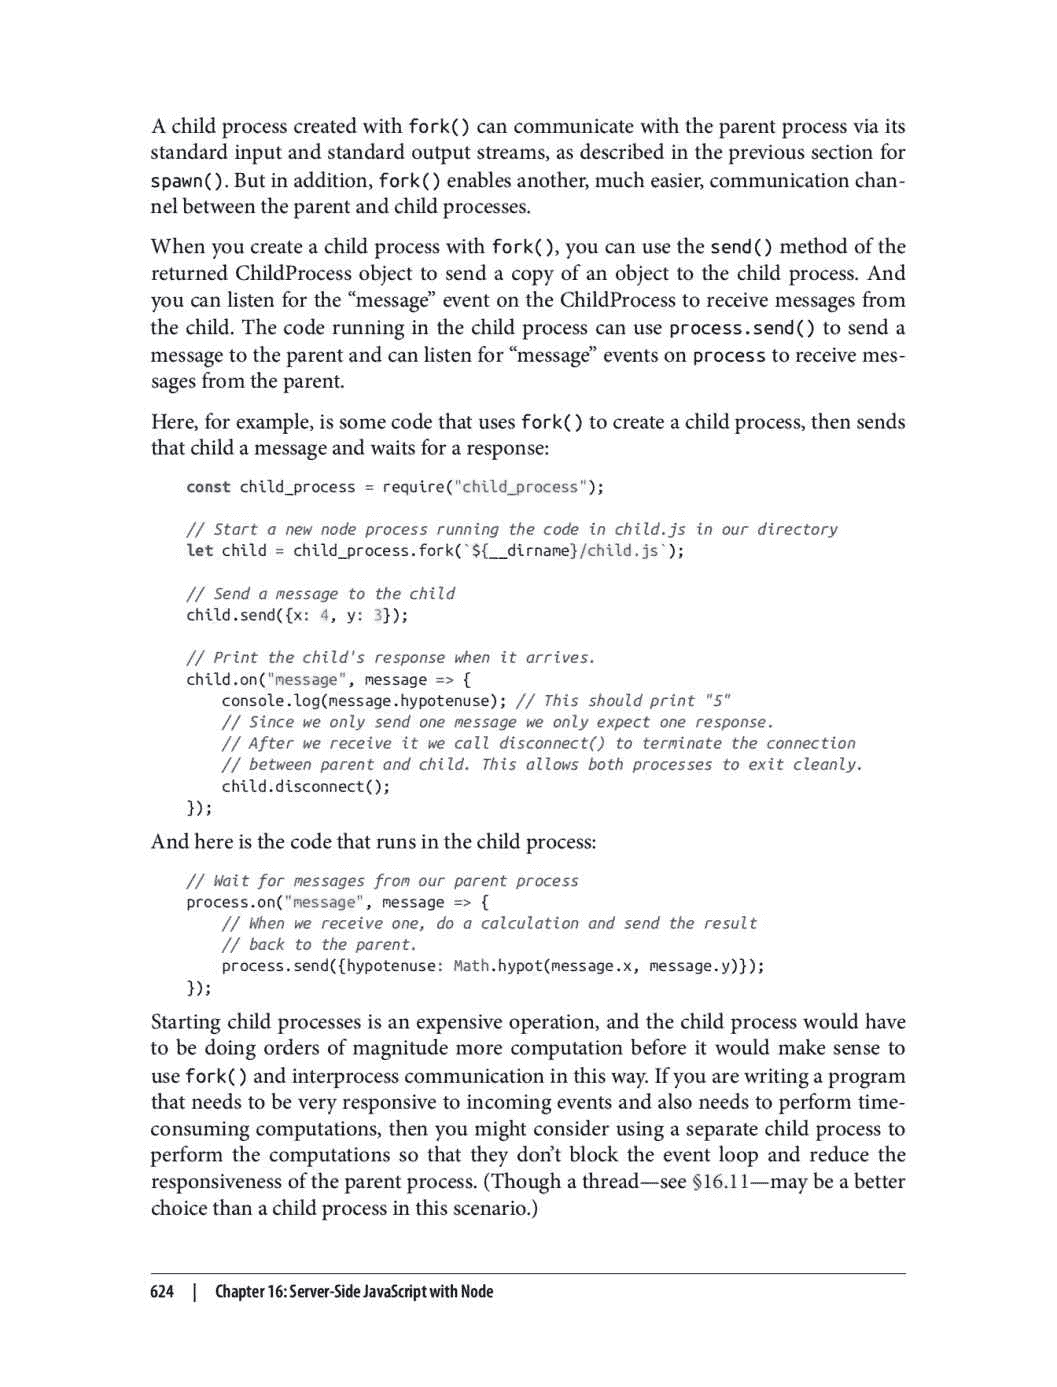 A child process created with fork() can communicate with the parent process via its
standard input and standard output streams, as described in the previous section for
spawn(). But in addition, fork() enables another, much easier, communication chan-
nel between the parent and child processes.
When you create a child process with fork(), you can use the send() method of the
returned ChildProcess object to send a copy of an object to the child process. And
you can listen for the “message” event on the ChildProcess to receive messages from
the child. The code running in the child process can use process.send() to send a
message to the parent and can listen for “message” events on process to receive mes-
sages from the parent.
Here, for example, is some code that uses fork() to create a child process, then sends
that child a message and waits for a response:
const child_process = require("child_process");
// Start a new node process running the code in child.js in our directory
let child = child_process.fork(`${__dirname}/child.js`);
// Send a message to the child
child.send({x: 4, y: 3});
// Print the child's response when it arrives.
child.on("message", message => {
    console.log(message.hypotenuse); // This should print "5"
    // Since we only send one message we only expect one response.
    // After we receive it we call disconnect() to terminate the connection
    // between parent and child. This allows both processes to exit cleanly.
    child.disconnect();
});
And here is the code that runs in the child process:
// Wait for messages from our parent process
process.on("message", message => {
    // When we receive one, do a calculation and send the result
    // back to the parent.
    process.send({hypotenuse: Math.hypot(message.x, message.y)});
});
Starting child processes is an expensive operation, and the child process would have
to be doing orders of magnitude more computation before it would make sense to
use fork() and interprocess communication in this way. If you are writing a program
that needs to be very responsive to incoming events and also needs to perform time-
consuming computations, then you might consider using a separate child process to
perform the computations so that they don’t block the event loop and reduce the
responsiveness of the parent process. (Though a thread—see §16.11—may be a better
choice than a child process in this scenario.)
624 | Chapter 16: Server-Side JavaScript with Node